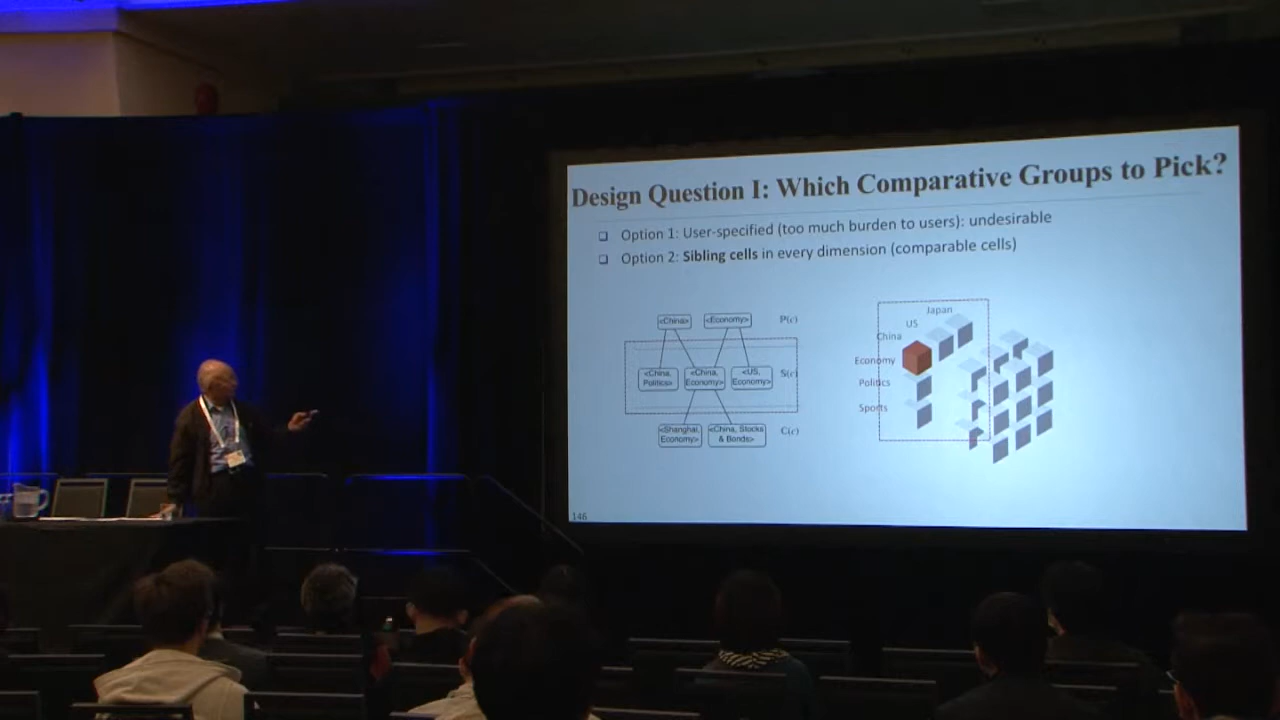 Design Question I: Which Comparative Groups to Pick?
❑ Option 1: User-specified (too much burden to users): undesirable
❑ Option 2: Sibling cells in every dimension (comparable cells)
<China>
<Economy>
P(c)
<China,
Politics>
<China,
Economy>
<US,
Economy>
S(c)
<Shanghai,
Economy>
<China, Stocks
& Bonds>
C(c)
Japan
US
China
Economy
Politics
Sports
146